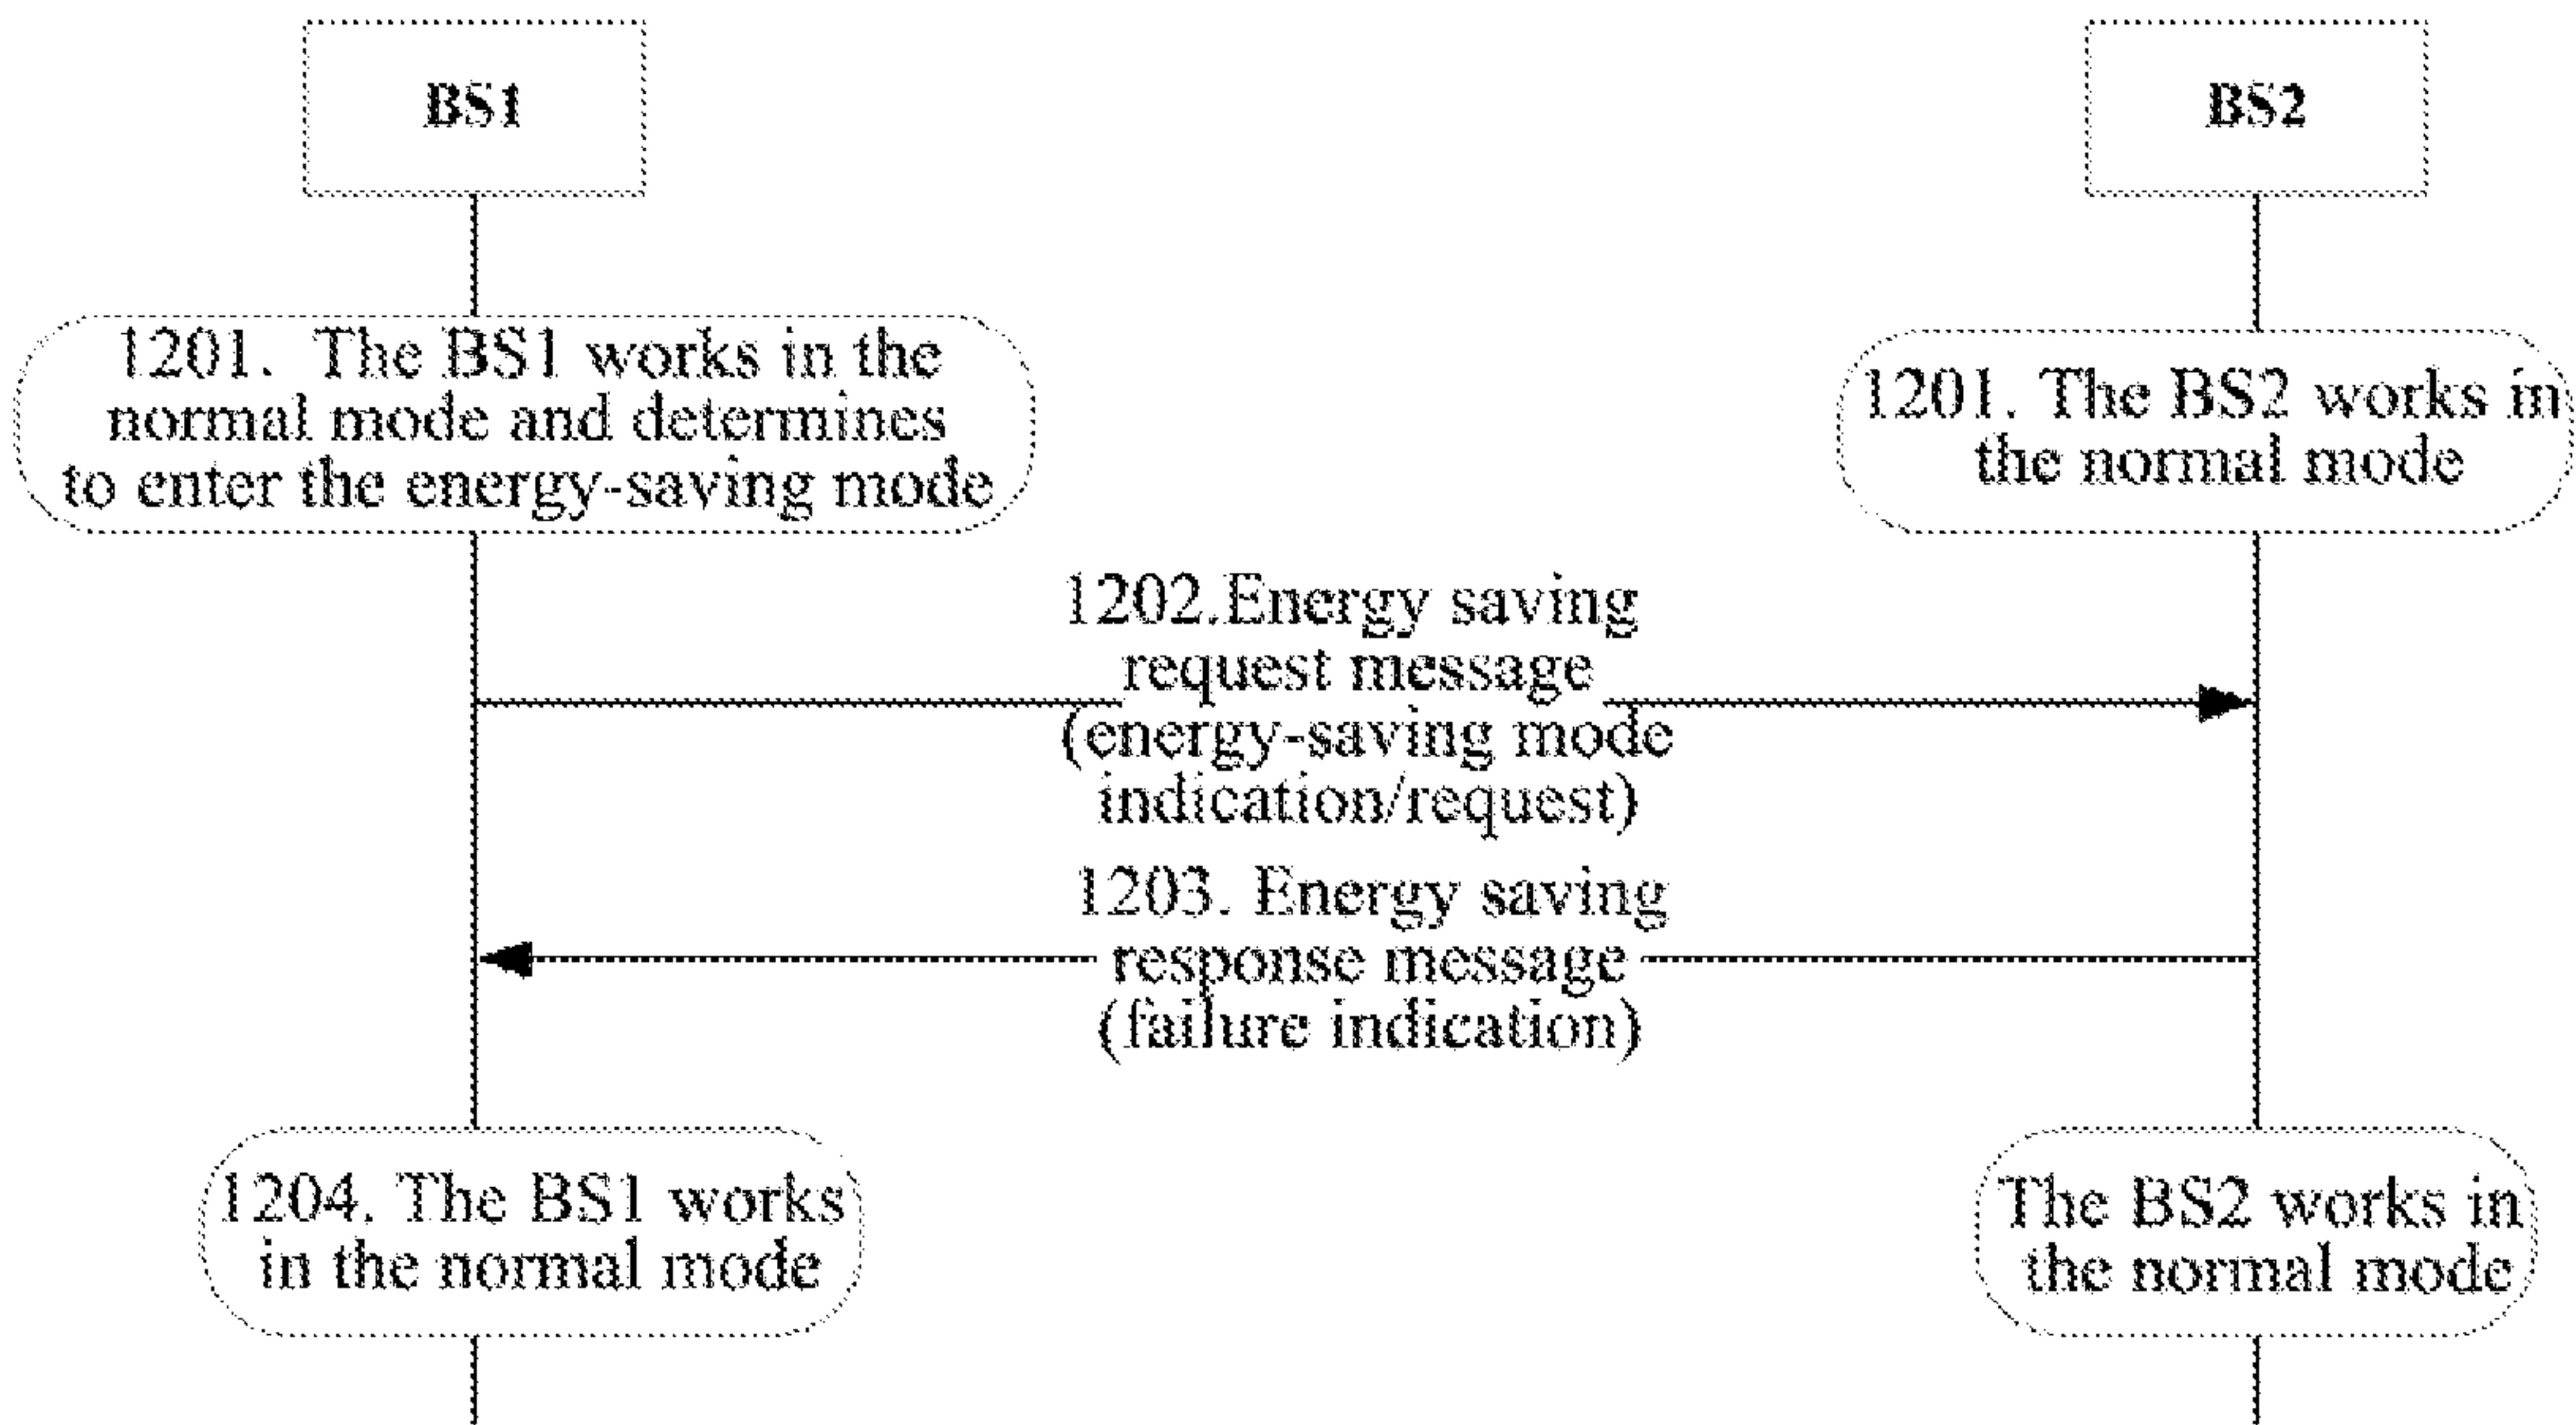 BS1
BS2
1201. The BS1 works in the
normal mode and determines
to enter the energy-saving mode
1201. The BS2 works in
the normal mode
1202.Energy saving
request message
(energy-saving mode
indication/request)
1203. Energy saving
response message
(failure indication)
1204. The BS1 works
in the normal mode
The BS2 works in
the normal mode